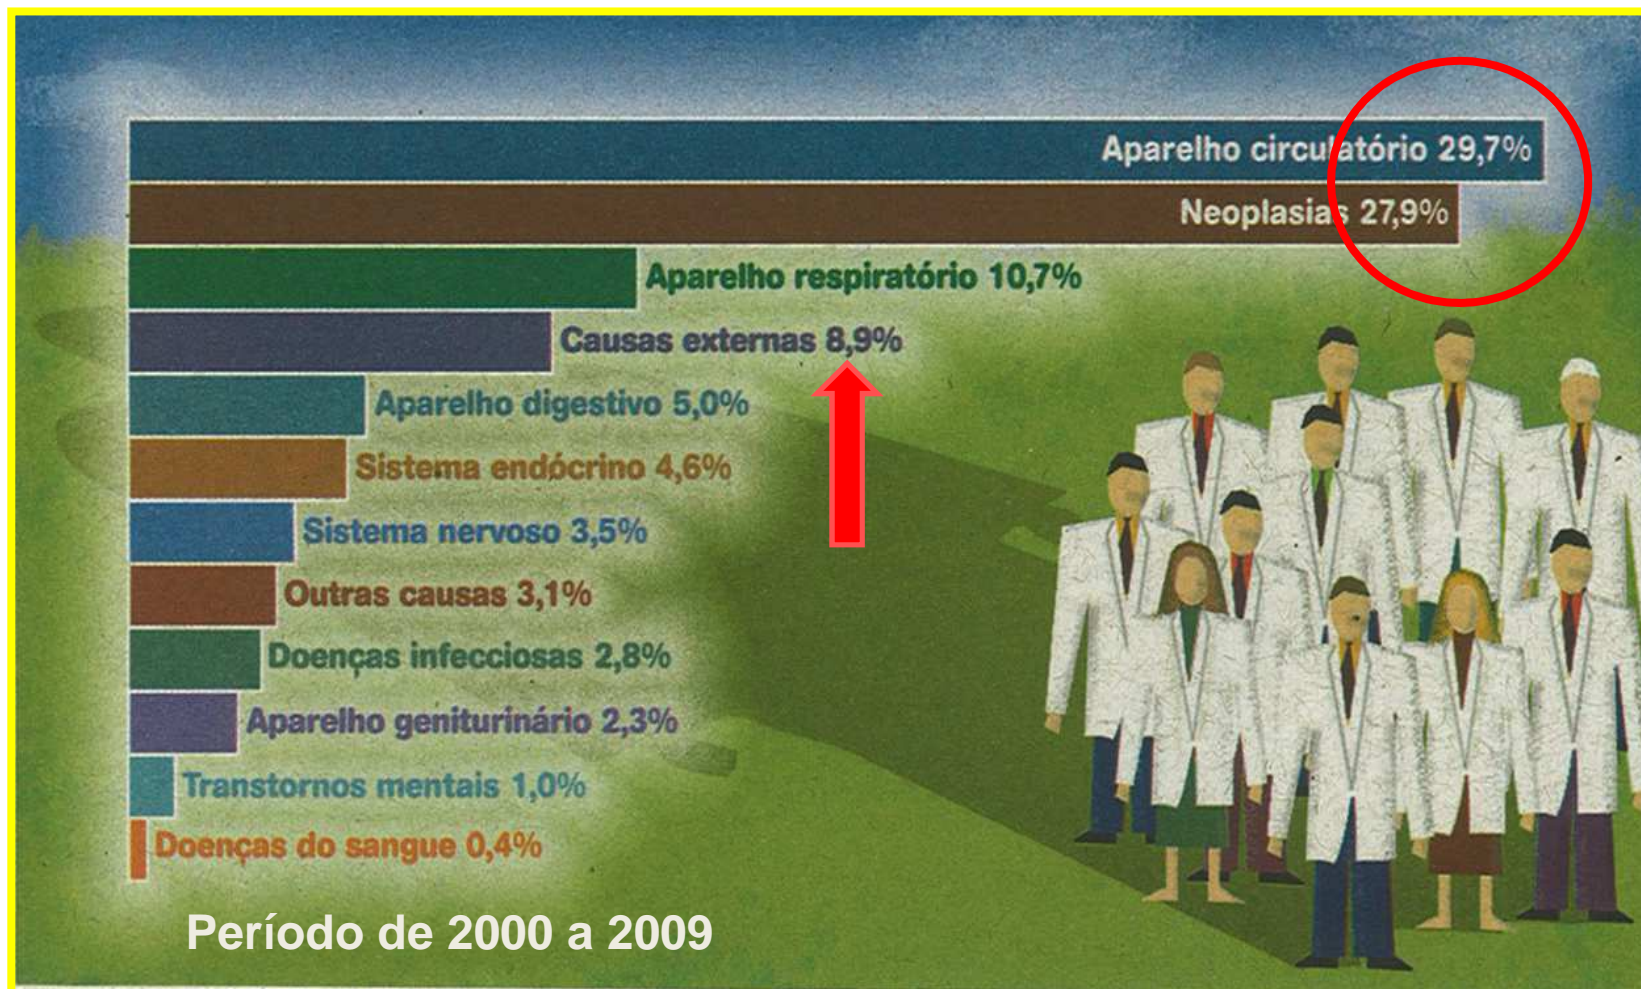 Aparelho circulatório 29,7%
Neoplasias 27,9%
Aparelho respiratório 10,7%
Causas externas 8,9%
Aparelho digestivo 5,0%
Sistema endócrino 4,6%
Sistema nervoso 3,5%
Outras causas 3,1%
Doenças infecciosas 2,8%
Aparelho geniturinário 2,3%
Transtornos mentais 1,0%
Doenças do sangue 0,4%
Período de 2000 a 2009